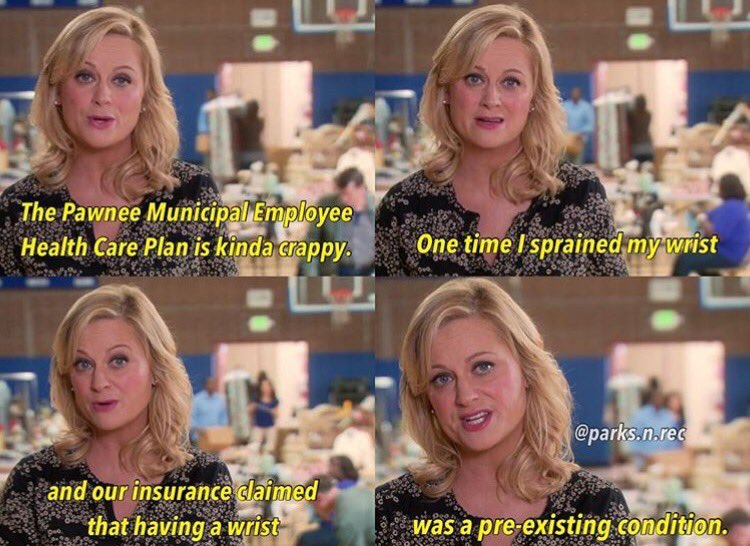 The Pawnee Municipal Employee
Health Care Plan is kinda crappy.
One time I sprained my wrist
and our insurance claimed
that having a wrist
@parks.n.rec
was a pre-existing condition.